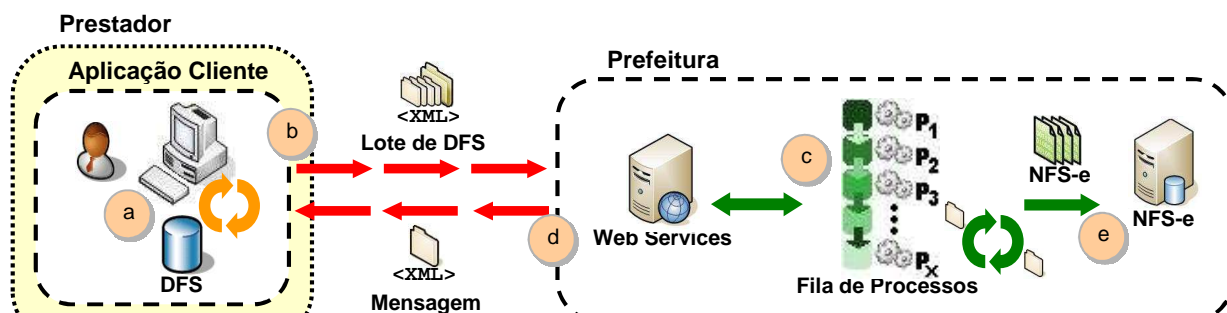 Prestador
Aplicação Cliente
a
b
DFS
<XML>
Lote de DFS
<XML>
Mensagem
Prefeitura
d
Web Services
c
P1
P2
P3
Px
Fila de Processos
NFS-e
e
NFS-e